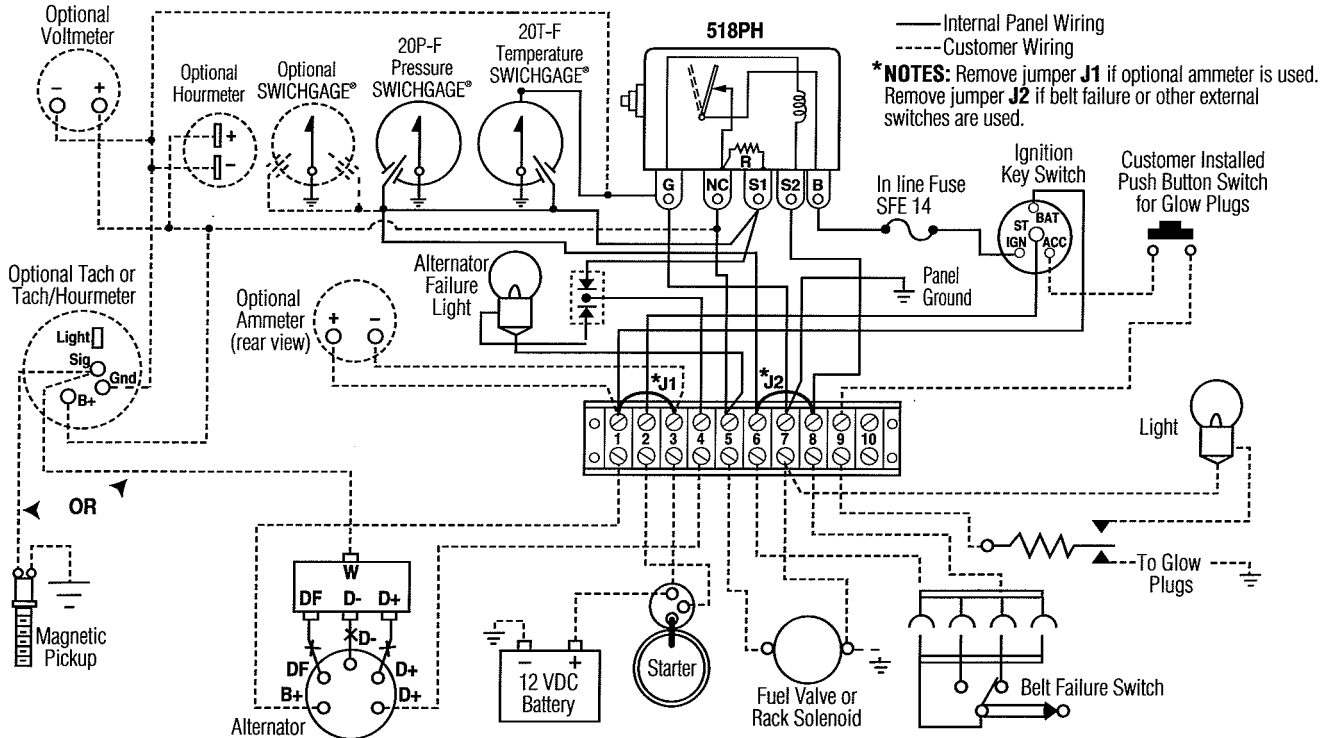 Optional
Voltmeter
- +
Optional
Hourmeter
+
-
Optional
SWICHGAGE®
20P-F
Pressure
SWICHGAGE®
20T-F
Temperature
SWICHGAGE®
518PH
R
G NC S1 S2 B
Internal Panel Wiring
Customer Wiring
*NOTES: Remove jumper J1 if optional ammeter is used.
Remove jumper J2 if belt failure or other external
switches are used.
In line Fuse
SFE 14
Ignition
Key Switch
BAT
ST
IGN ACC
Customer Installed
Push Button Switch
for Glow Plugs
Panel
Ground
Optional Tach or
Tach/Hourmeter
Light
Sig
Gnd
B+
Optional
Ammeter
(rear view)
+ -
Alternator
Failure
Light
*J1
*J2
1 2 3 4 5 6 7 8 9 10
Light
OR
Magnetic
Pickup
W
DF D- D+
D-
DF D+
B+ D+
Alternator
- +
12 VDC
Battery
Starter
Fuel Valve or
Rack Solenoid
To Glow
Plugs
Belt Failure Switch